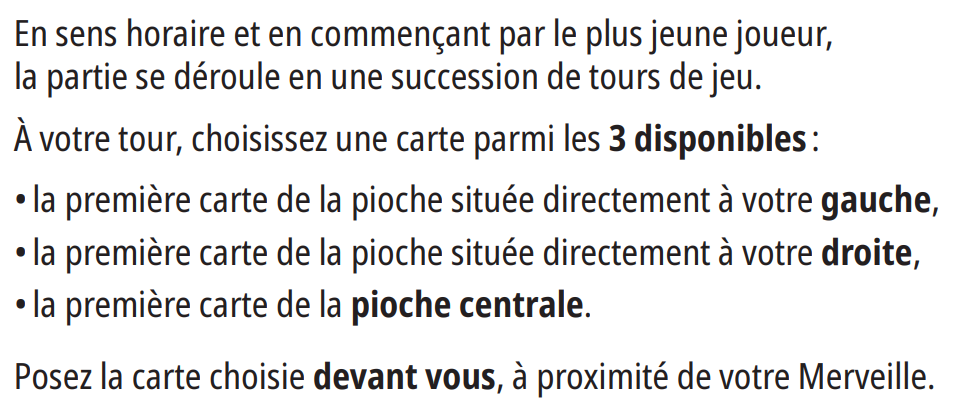 En sens horaire et en commençant par le plus jeune joueur,
la partie se déroule en une succession de tours de jeu.
À votre tour, choisissez une carte parmi les 3 disponibles :
• la première carte de la pioche située directement à votre gauche,
• la première carte de la pioche située directement à votre droite,
• la première carte de la pioche centrale.
Posez la carte choisie devant vous, à proximité de votre Merveille.